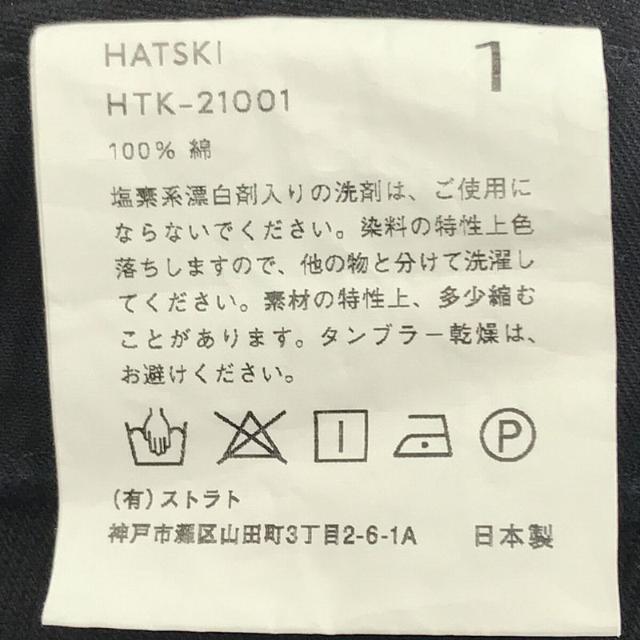 HATSKI
1
HTK-21001
100% 綿
塩素系漂白剤入りの洗剤は、ご使用に
ならないでください。染料の特性上色
落ちしますので、他の物と分けて洗濯し
てください。素材の特性上、多少縮む
ことがあります。タンブラー乾燥は、
お避けください。
P
(有)ストラト
神戸市灘区山田町3丁目2-6-1A
日本製